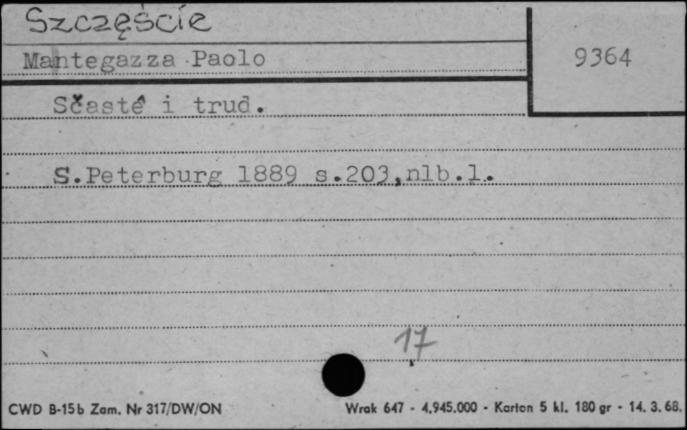 Szczęście
Mantegazza Paolo
9364
Sčastê i trud.
S.Peterburg 1889 s.203,nlb.1.
17
CWD B-15b Zam. Nr 317/DW/ON
Wrak 647 - 4.945.000 - Karton 5 kl. 180 gr - 14. 3. 68.